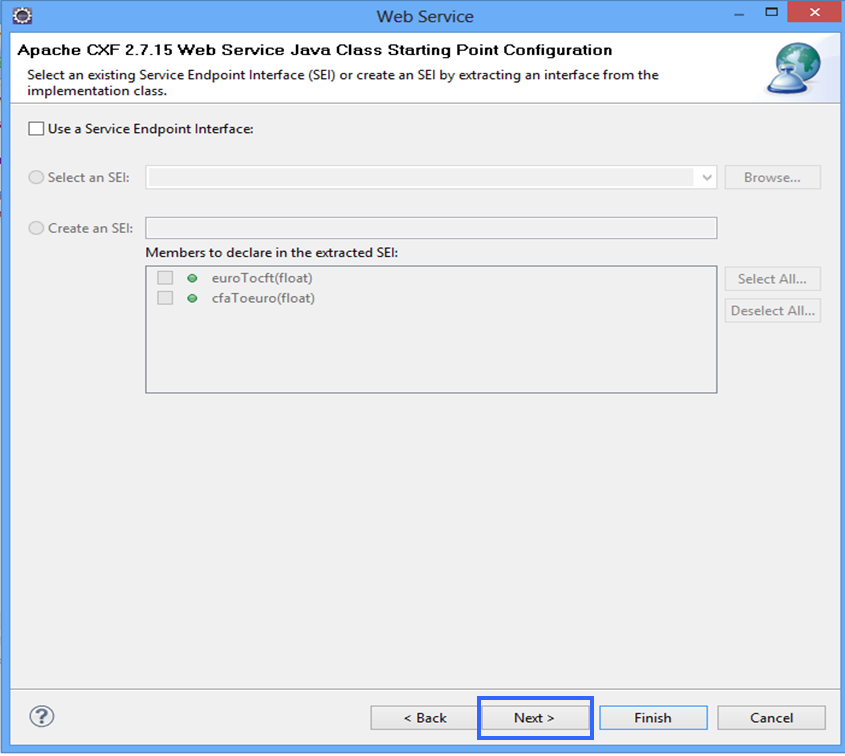 Web Service
Apache CXF 2.7.15 Web Service Java Class Starting Point Configuration
Select an existing Service Endpoint Interface (SEI) or create an SEI by extracting an interface from the
implementation class.
Use a Service Endpoint Interface:
Select an SEI:
Browse...
Create an SEI:
Members to declare in the extracted SEI:
euroTocft(float)
Select All...
cfaToeuro(float)
Deselect All...
?
< Back
Next >
Finish
Cancel